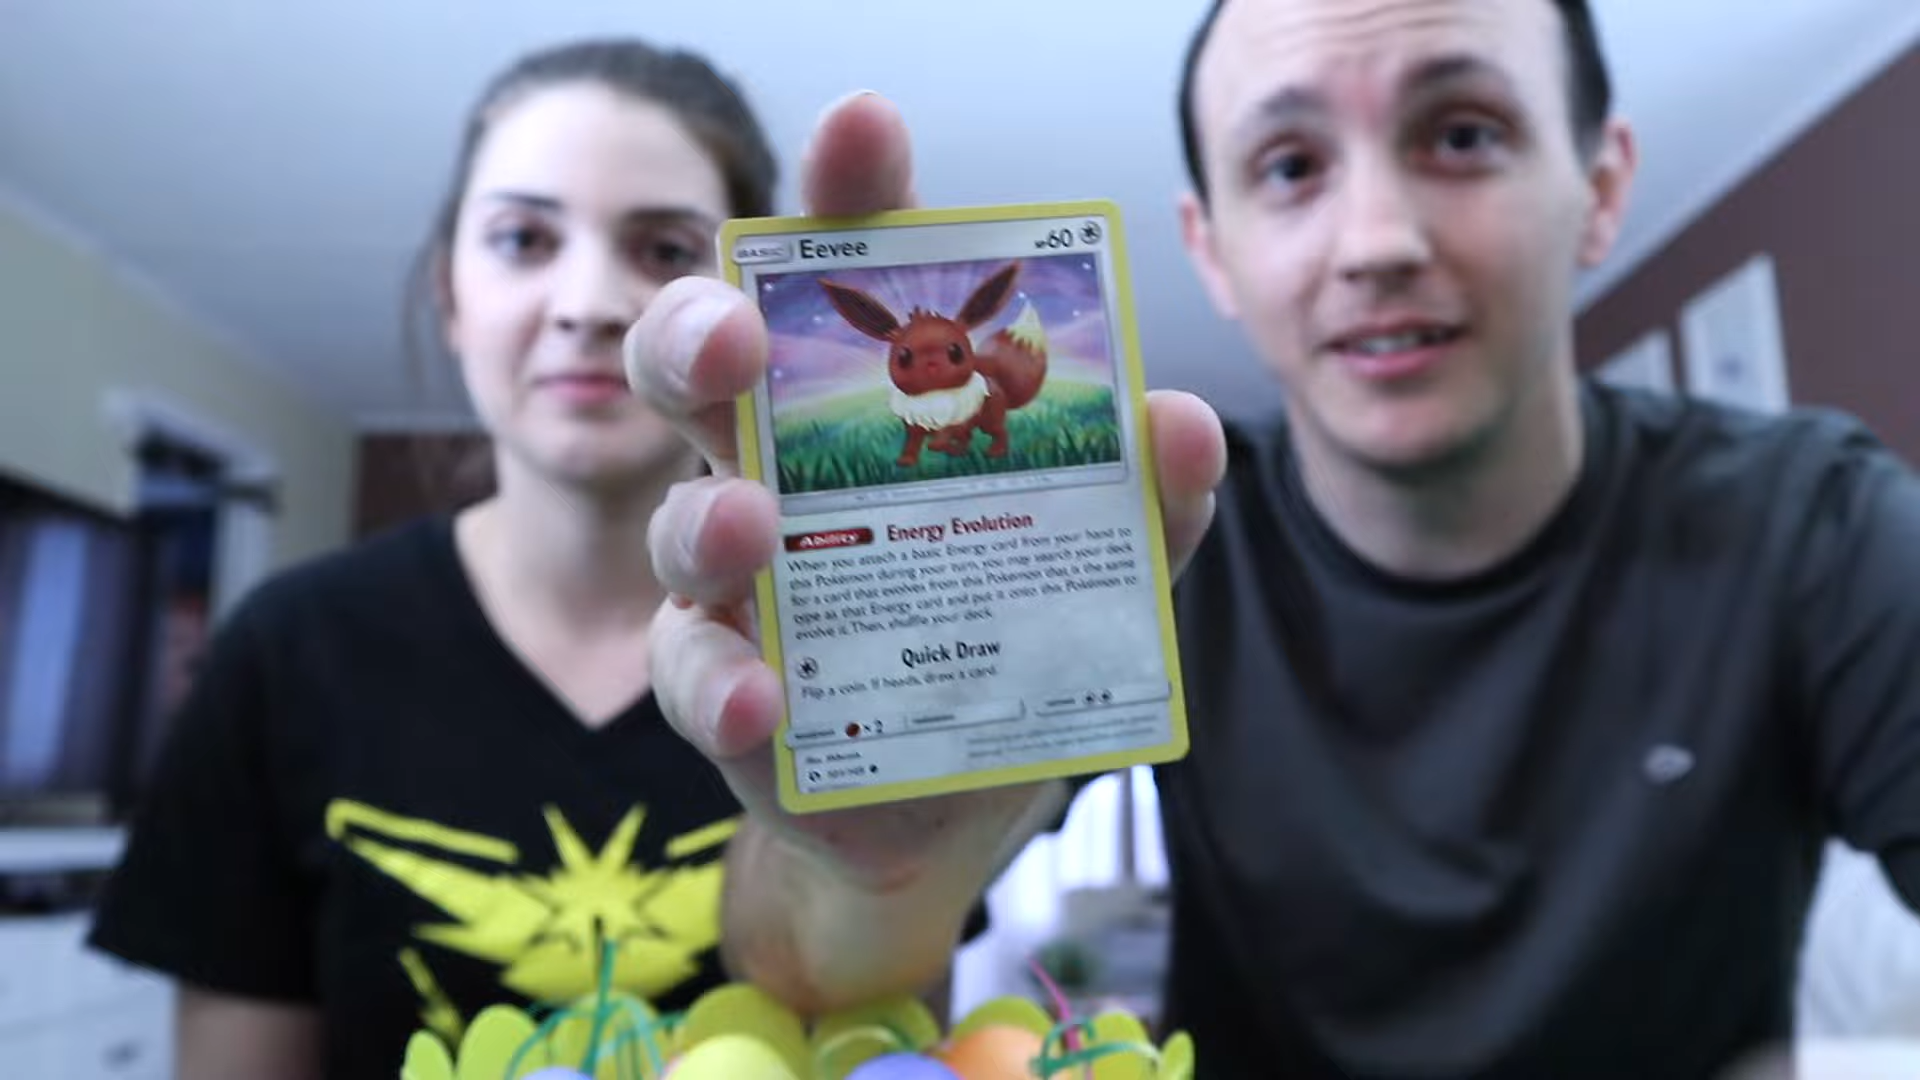 BASIC Eevee HP60
Ability Energy Evolution
When you attach a basic Energy card from your hand to
this Pokémon during your turn, you may search your deck
for a card that evolves from this Pokémon that is the same
type as that Energy card and put it onto this Pokémon to
evolve it. Then, shuffle your deck.
Quick Draw
Flip a coin. If heads, draw a card.
×2